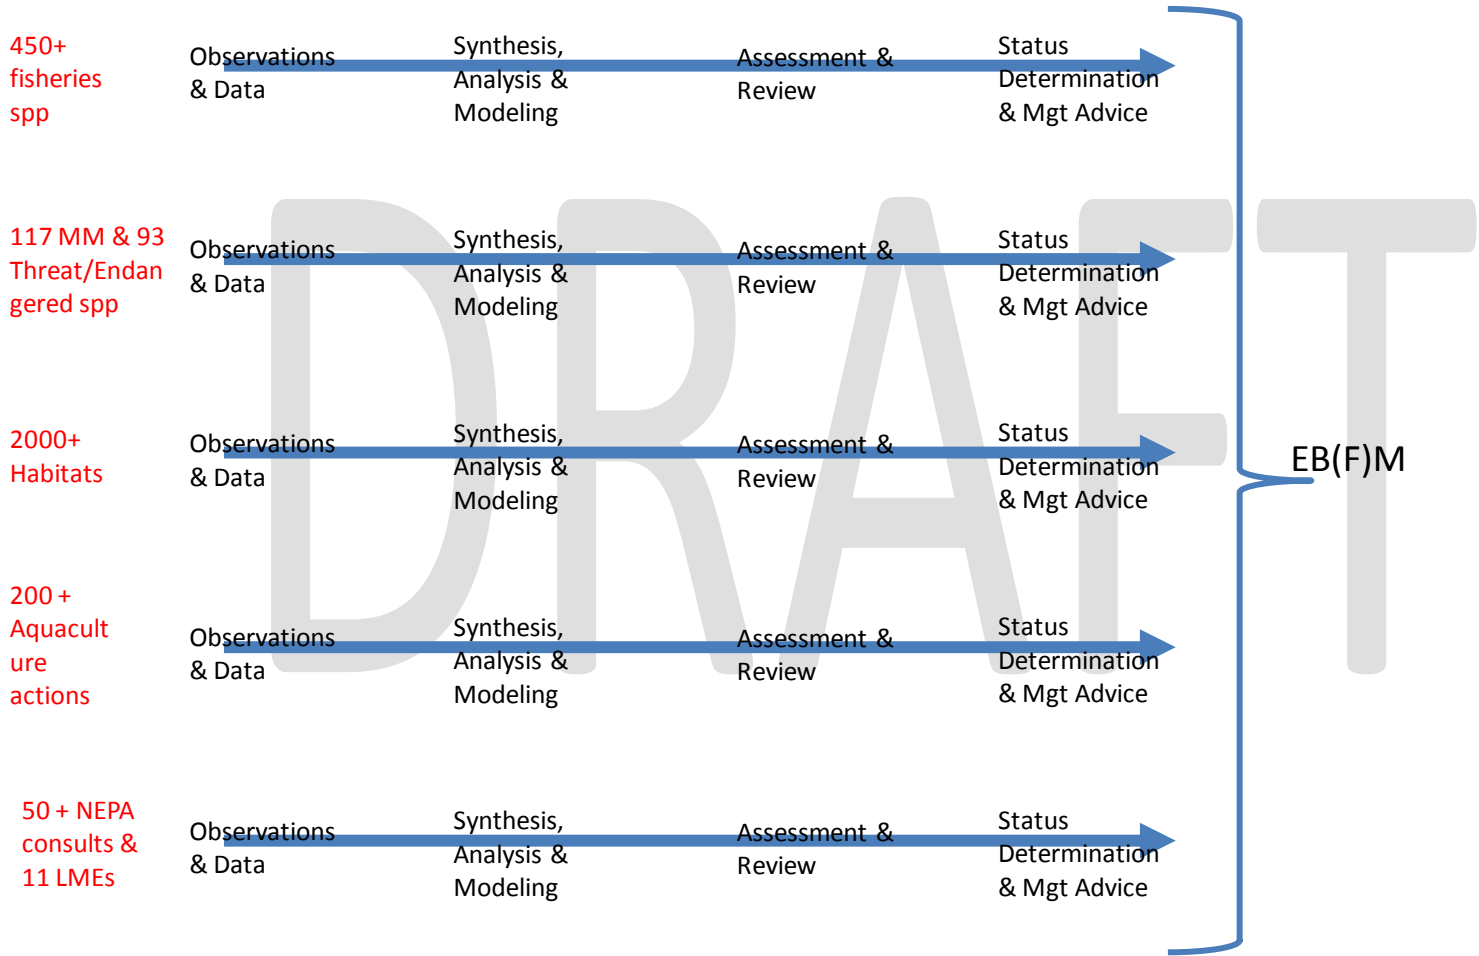 450+
fisheries
spp
Observations
& Data
Synthesis,
Analysis &
Modeling
Assessment &
Review
Status
Determination
& Mgt Advice
117 MM & 93
Threat/Endan
gered spp
Observations
& Data
Synthesis,
Analysis &
Modeling
Assessment &
Review
Status
Determination
& Mgt Advice
2000+
Habitats
Observations
& Data
Synthesis,
Analysis &
Modeling
Assessment &
Review
Status
Determination
& Mgt Advice
EB(F)M
200 +
Aquacult
ure
actions
Observations
& Data
Synthesis,
Analysis &
Modeling
Assessment &
Review
Status
Determination
& Mgt Advice
50 + NEPA
consults &
11 LMEs
Observations
& Data
Synthesis,
Analysis &
Modeling
Assessment &
Review
Status
Determination
& Mgt Advice
DRAFT